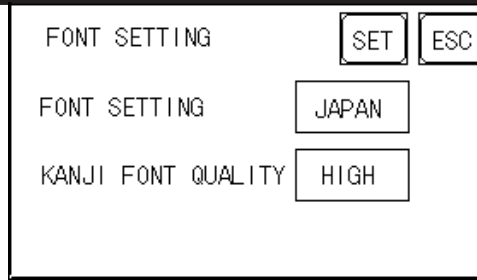 FONT SETTING SET ESC
FONT SETTING JAPAN
KANJI FONT QUALITY HIGH